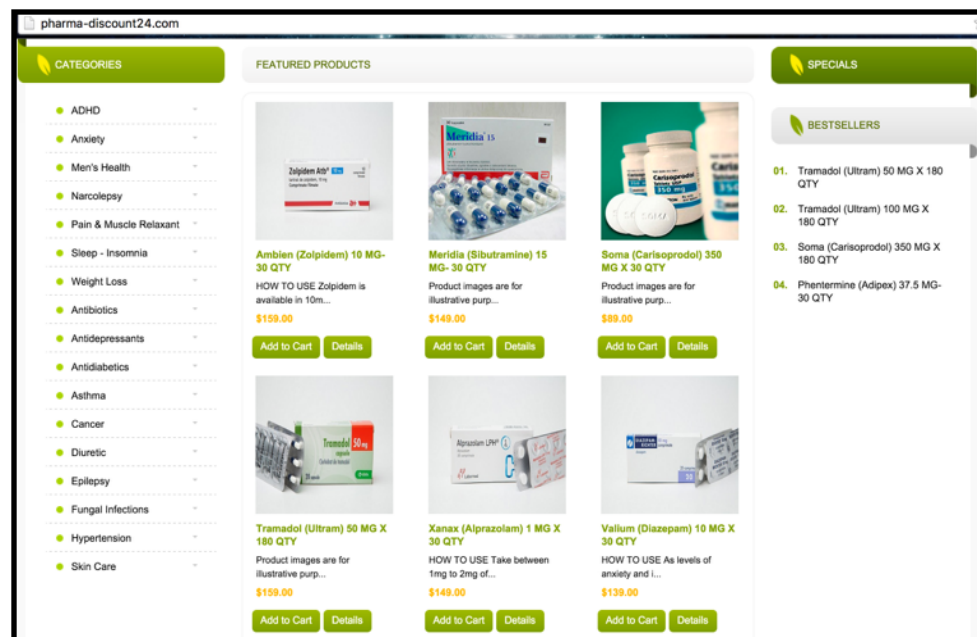 pharma-discount24.com
CATEGORIES
ADHD
Anxiety
Men's Health
Narcolepsy
Pain & Muscle Relaxant
Sleep - Insomnia
Weight Loss
Antibiotics
Antidepressants
Antidiabetics
Asthma
Cancer
Diuretic
Epilepsy
Fungal Infections
Hypertension
Skin Care
FEATURED PRODUCTS
Zolpidem Atb®
Ambien (Zolpidem) 10 MG-
30 QTY
HOW TO USE Zolpidem is
available in 10m...
$159.00
Add to Cart Details
Meridia 15
Meridia (Sibutramine) 15
MG- 30 QTY
Product images are for
illustrative purp...
$149.00
Add to Cart Details
Carisoprodol
350 mg
Soma (Carisoprodol) 350
MG X 30 QTY
Product images are for
illustrative purp...
$89.00
Add to Cart Details
Tramadol 50 mg
Tramadol (Ultram) 50 MG X
180 QTY
Product images are for
illustrative purp...
$159.00
Add to Cart Details
Alprazolam LPH®
Xanax (Alprazolam) 1 MG X
30 QTY
HOW TO USE Take between
1mg to 2mg of...
$149.00
Add to Cart Details
Valium (Diazepam) 10 MG X
30 QTY
HOW TO USE As levels of
anxiety and i...
$139.00
Add to Cart Details
SPECIALS
BESTSELLERS
01. Tramadol (Ultram) 50 MG X 180
QTY
02. Tramadol (Ultram) 100 MG X
180 QTY
03. Soma (Carisoprodol) 350 MG X
180 QTY
04. Phentermine (Adipex) 37.5 MG-
30 QTY